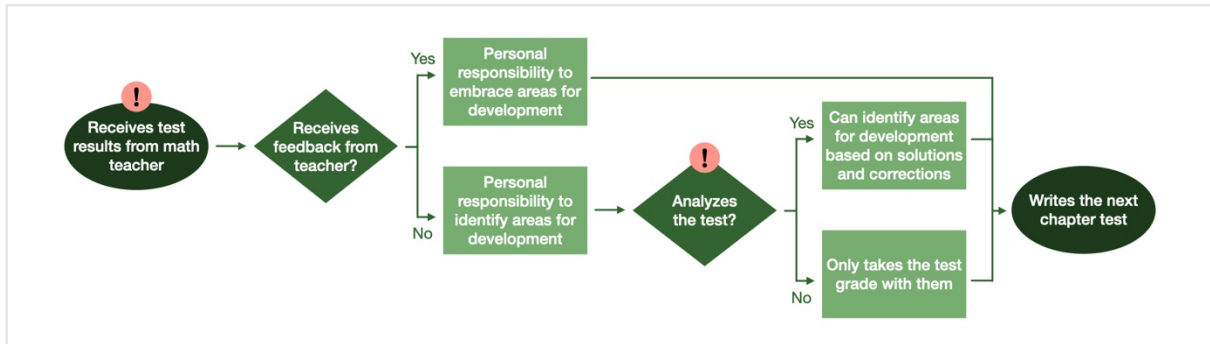 !
Receives test
results from math
teacher
Receives
feedback from
teacher?
Yes
Personal
responsibility to
embrace areas for
development
No
Personal
responsibility to
identify areas for
development
!
Analyzes
the test?
Yes
Can identify areas
for development
based on solutions
and corrections
No
Only takes the test
grade with them
Writes the next
chapter test